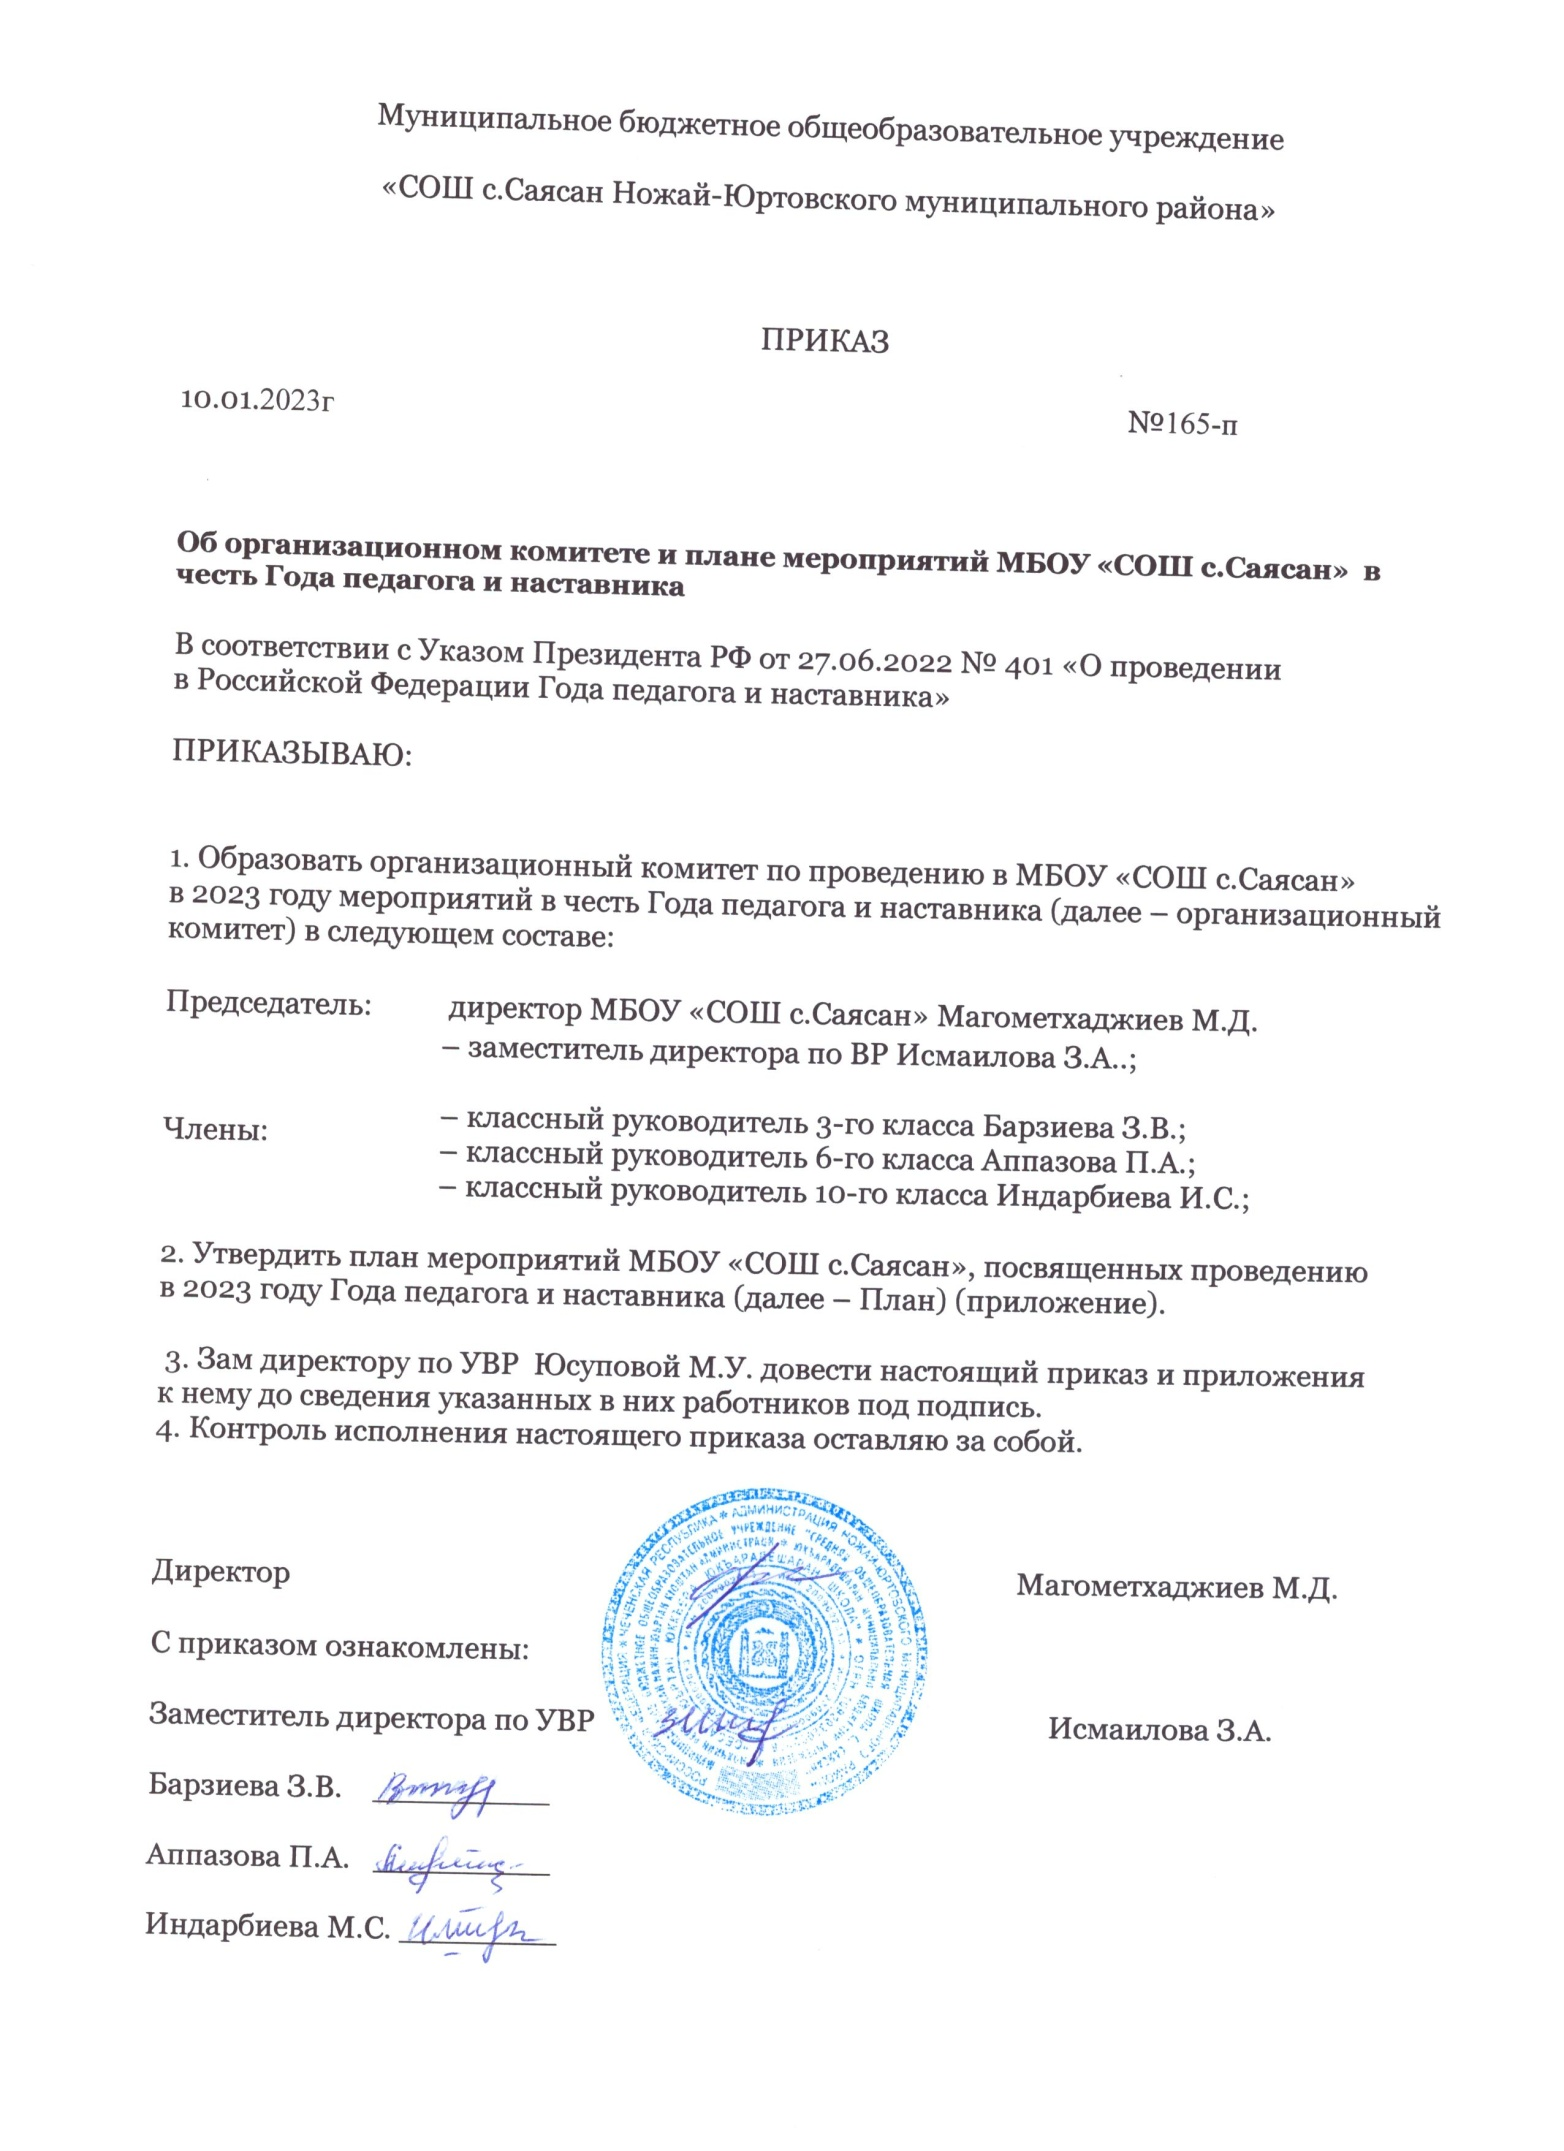 Муниципальное бюджетное общеобразовательное учреждение
«СОШ с.Саясан Ножай-Юртовского муниципального района»
ПРИКАЗ
10.01.2023г
№165-п
Об организационном комитете и плане мероприятий МБОУ «СОШ с.Саясан» в
честь Года педагога и наставника
В соответствии с Указом Президента РФ от 27.06.2022 № 401 «О проведении
в Российской Федерации Года педагога и наставника»
ПРИКАЗЫВАЮ:
1. Образовать организационный комитет по проведению в МБОУ «СОШ с.Саясан»
в 2023 году мероприятий в честь Года педагога и наставника (далее – организационный
комитет) в следующем составе:
Председатель: директор МБОУ «СОШ с.Саясан» Магометхаджиев М.Д.
– заместитель директора по ВР Исмаилова З.А..;
Члены: – классный руководитель 3-го класса Барзиева З.В.;
– классный руководитель 6-го класса Аппазова П.А.;
– классный руководитель 10-го класса Индарбиева И.С.;
2. Утвердить план мероприятий МБОУ «СОШ с.Саясан», посвященных проведению
в 2023 году Года педагога и наставника (далее – План) (приложение).
3. Зам директору по УВР Юсуповой М.У. довести настоящий приказ и приложения
к нему до сведения указанных в них работников под подпись.
4. Контроль исполнения настоящего приказа оставляю за собой.
Директор Магометхаджиев М.Д.
С приказом ознакомлены:
Заместитель директора по УВР Исмаилова З.А.
Барзиева З.В.
Аппазова П.А.
Индарбиева М.С.
ЧЕЧЕНСКАЯ РЕСПУБЛИКА * АДМИНИСТРАЦИЯ НОЖАЙ-ЮРТОВСКОГО